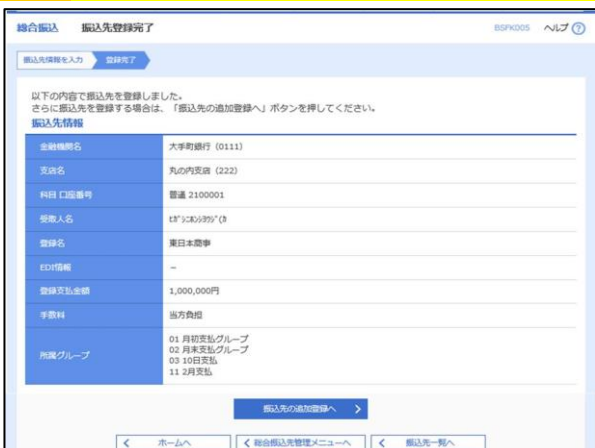 総合振込 振込先登録完了 BSFK005 ヘルプ ?
振込先情報を入力 登録完了
以下の内容で振込先を登録しました。
さらに振込先を登録する場合は、「振込先の追加登録へ」ボタンを押してください。
振込先情報
金融機関名 大手町銀行 (0111)
支店名 丸の内支店 (222)
科目 口座番号 普通 2100001
受取人名 ﾋｶﾞｼﾆﾎﾝｼﾖｳｼﾞ(ｶ
登録名 東日本商事
EDI情報 －
登録支払金額 1,000,000円
手数料 当方負担
所属グループ
01 月初支払グループ
02 月末支払グループ
03 10日支払
11 2月支払
振込先の追加登録へ
ホームへ 総合振込先管理メニューへ 振込先一覧へ